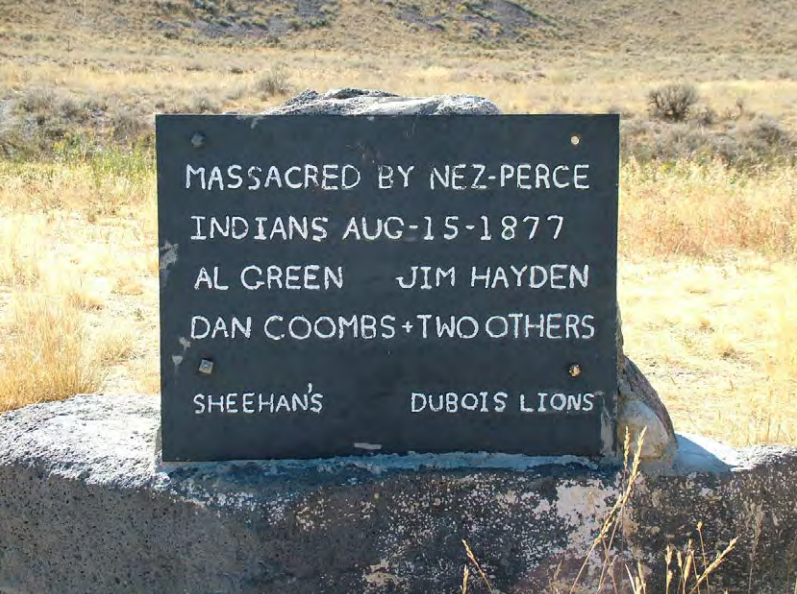 MASSACRED BY NEZ-PERCE
INDIANS AUG-15-1877
AL GREEN JIM HAYDEN
DAN COOMBS + TWO OTHERS
SHEEHAN'S DUBOIS LIONS